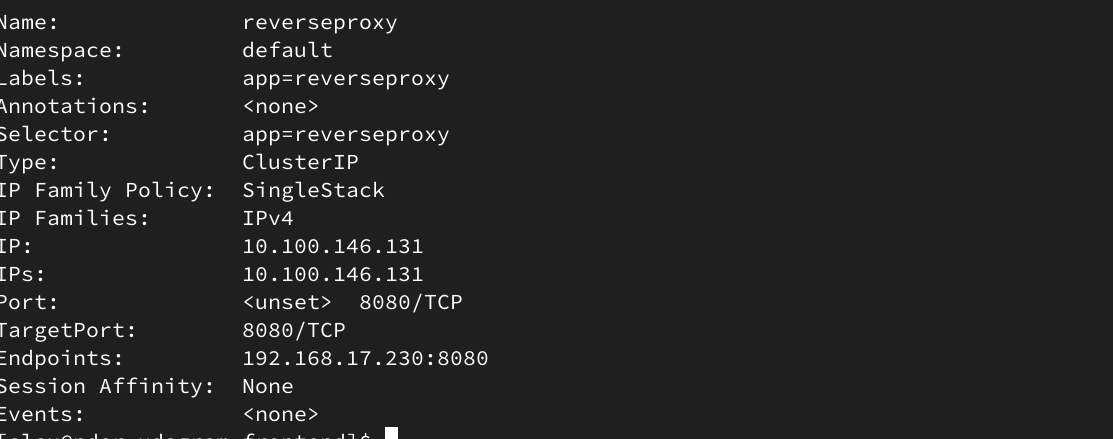 Name: reverseproxy
Namespace: default
Labels: app=reverseproxy
Annotations: <none>
Selector: app=reverseproxy
Type: ClusterIP
IP Family Policy: SingleStack
IP Families: IPv4
IP: 10.100.146.131
IPs: 10.100.146.131
Port: <unset> 8080/TCP
TargetPort: 8080/TCP
Endpoints: 192.168.17.230:8080
Session Affinity: None
Events: <none>